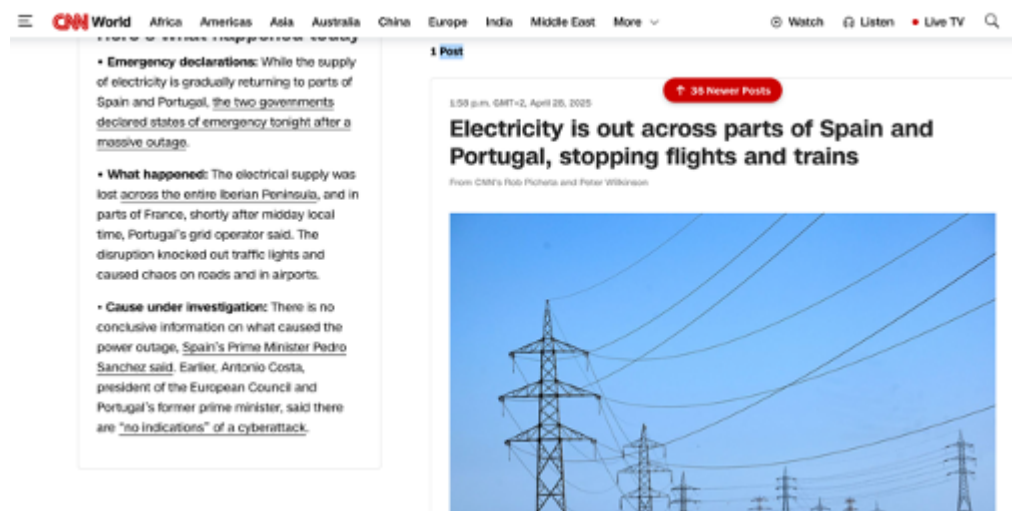 CNN World Africa Americas Asia Australia China Europe India Middle East More Watch Listen • Live TV
Here's what happened today
• Emergency declarations: While the supply
of electricity is gradually returning to parts of
Spain and Portugal, the two governments
declared states of emergency tonight after a
massive outage.
• What happened: The electrical supply was
lost across the entire Iberian Peninsula, and in
parts of France, shortly after midday local
time, Portugal's grid operator said. The
disruption knocked out traffic lights and
caused chaos on roads and in airports.
• Cause under investigation: There is no
conclusive information on what caused the
power outage, Spain's Prime Minister Pedro
Sanchez said. Earlier, Antonio Costa,
president of the European Council and
Portugal's former prime minister, said there
are "no indications" of a cyberattack.
1 Post
↑ 36 Newer Posts
1:58 p.m. GMT+2, April 28, 2025
Electricity is out across parts of Spain and
Portugal, stopping flights and trains
From CNN's Rob Picheta and Peter Wilkinson